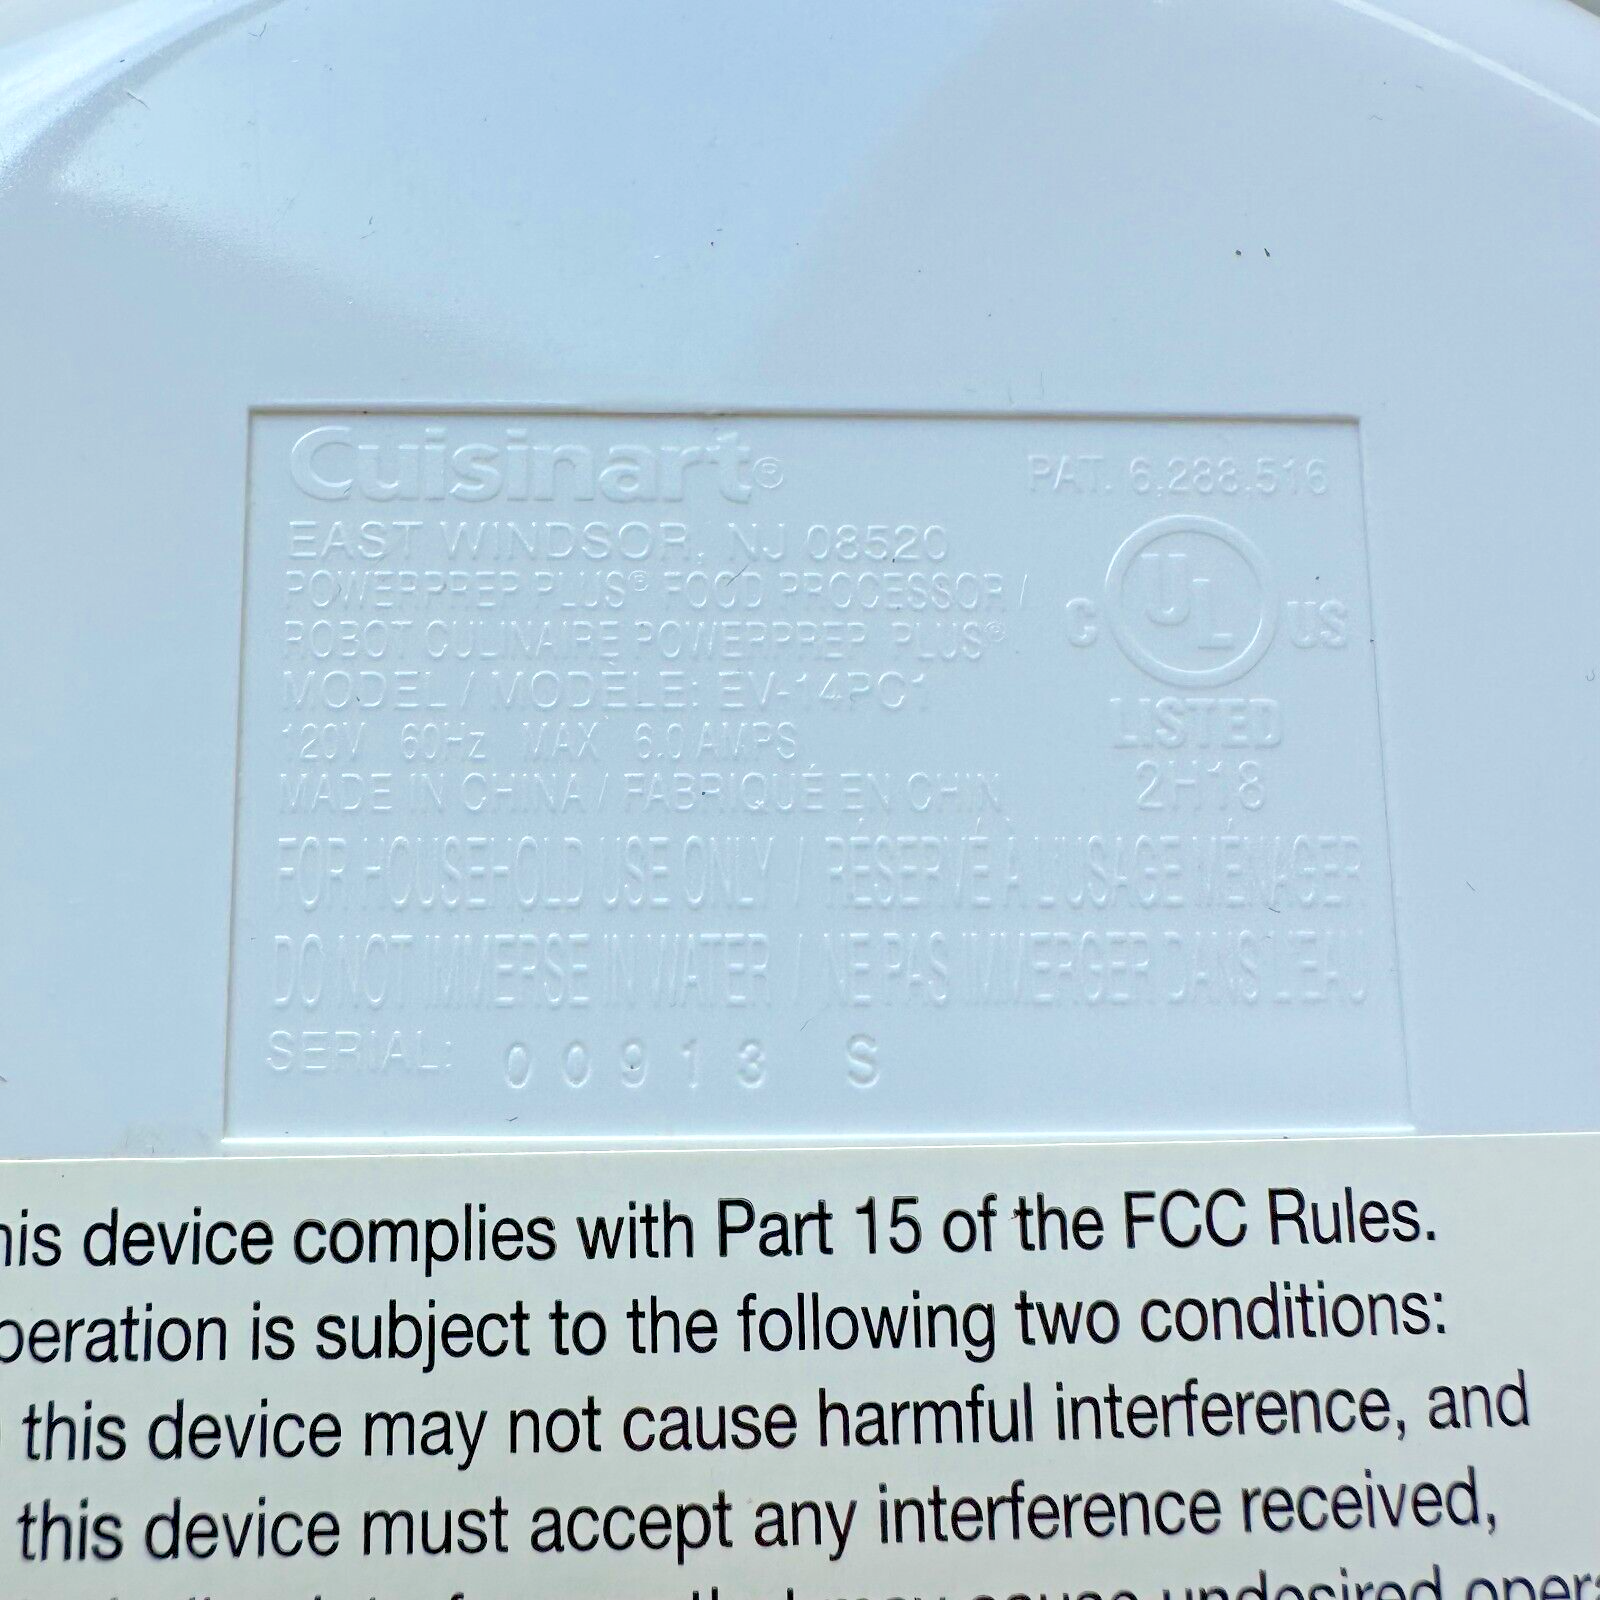 Cuisinart®
PAT. 6,288,516
EAST WINDSOR, NJ 08520
POWERPREP PLUS® FOOD PROCESSOR /
ROBOT CULINAIRE POWERPREP PLUS®
MODEL / MODÈLE: EV-14PC1
120V 60Hz MAX 6.0 AMPS
MADE IN CHINA / FABRIQUÉ EN CHIN
C UL US
LISTED
2H18
FOR HOUSEHOLD USE ONLY / RÉSERVÉ À L'USAGE MÉNAGER
DO NOT IMMERSE IN WATER / NE PAS IMMERGER DANS L'EAU
SERIAL: 00913 S
his device complies with Part 15 of the FCC Rules.
peration is subject to the following two conditions:
this device may not cause harmful interference, and
this device must accept any interference received,
may cause undesired opera